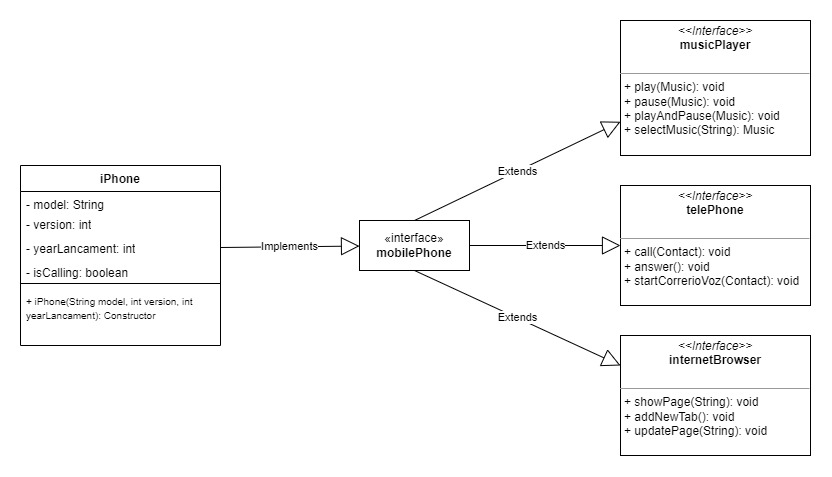 iPhone
- model: String
- version: int
- yearLancament: int
- isCalling: boolean
+ iPhone(String model, int version, int
yearLancament): Constructor
Implements
«interface»
mobilePhone
Extends
Extends
Extends
<<Interface>>
musicPlayer
+ play(Music): void
+ pause(Music): void
+ playAndPause(Music): void
+ selectMusic(String): Music
<<Interface>>
telePhone
+ call(Contact): void
+ answer(): void
+ startCorrerioVoz(Contact): void
<<Interface>>
internetBrowser
+ showPage(String): void
+ addNewTab(): void
+ updatePage(String): void